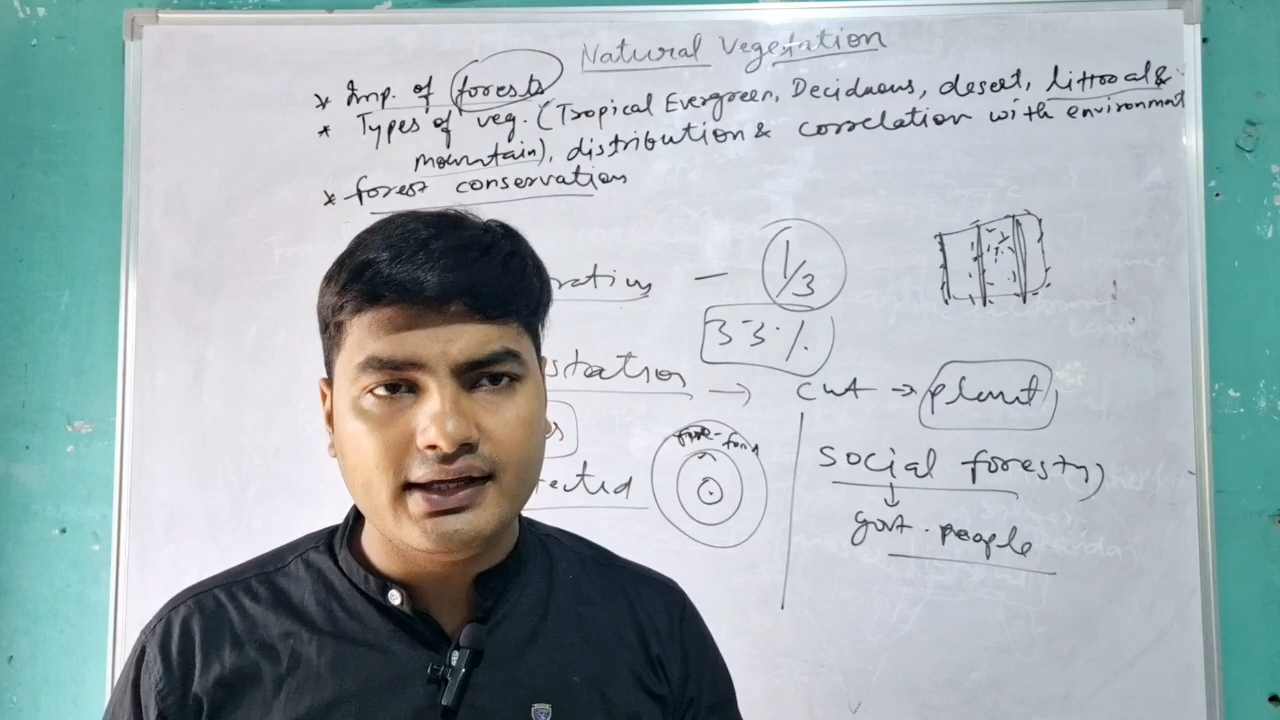 Natural Vegetation
* Imp. of forests
* Types of veg. (Tropical Evergreen, Deciduous, desert, littoral &
mountain), distribution & correlation with environment
* forest conservation
— 1/3
33%
station → cut → plant
social forestry
rected
↓
govt. people